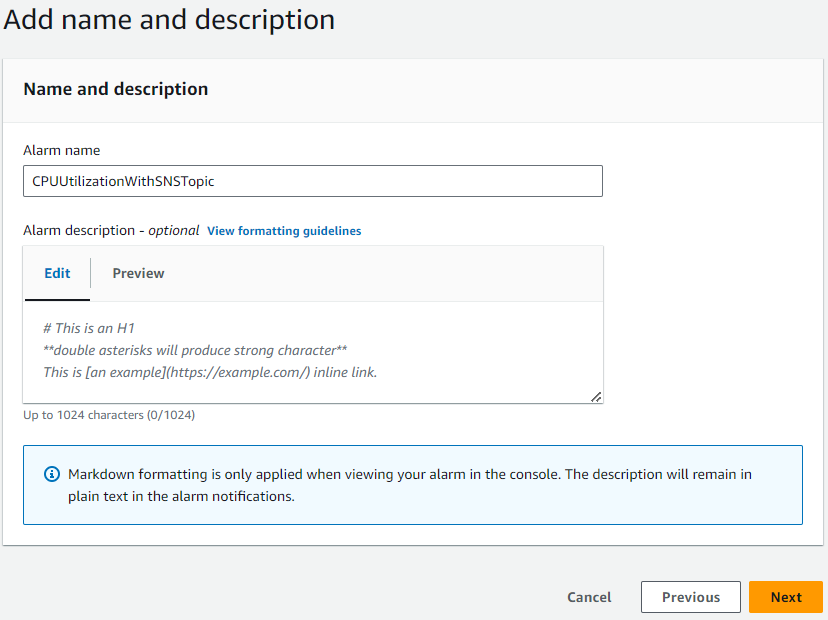 Add name and description
Name and description
Alarm name
CPUUtilizationWithSNSTopic
Alarm description - optional View formatting guidelines
Edit Preview
# This is an H1
**double asterisks will produce strong character**
This is [an example](https://example.com/) inline link.
Up to 1024 characters (0/1024)
Markdown formatting is only applied when viewing your alarm in the console. The description will remain in
plain text in the alarm notifications.
Cancel Previous Next